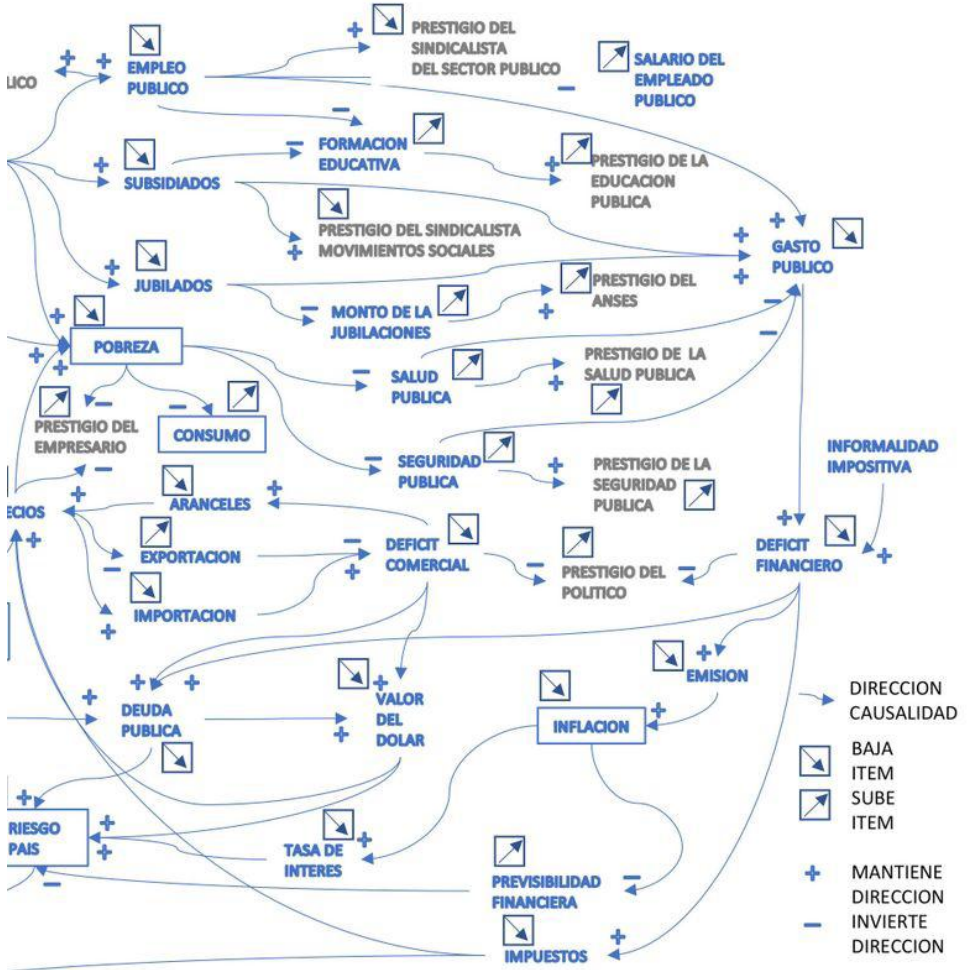 PRESTIGIO DEL
SINDICALISTA
DEL SECTOR PUBLICO
EMPLEO
PUBLICO
LICO
SALARIO DEL
EMPLEADO
PUBLICO
FORMACION
EDUCATIVA
SUBSIDIADOS
PRESTIGIO DE LA
EDUCACION
PUBLICA
PRESTIGIO DEL SINDICALISTA
MOVIMIENTOS SOCIALES
GASTO
PUBLICO
JUBILADOS
PRESTIGIO DEL
ANSES
MONTO DE LA
JUBILACIONES
POBREZA
PRESTIGIO DE LA
SALUD PUBLICA
SALUD
PUBLICA
PRESTIGIO DEL
EMPRESARIO
CONSUMO
INFORMALIDAD
IMPOSITIVA
SEGURIDAD
PUBLICA
PRESTIGIO DE LA
SEGURIDAD
PUBLICA
ECIOS
ARANCELES
EXPORTACION
DEFICIT
COMERCIAL
PRESTIGIO DEL
POLITICO
DEFICIT
FINANCIERO
IMPORTACION
EMISION
DEUDA
PUBLICA
VALOR
DEL
DOLAR
INFLACION
DIRECCION
CAUSALIDAD
BAJA
ITEM
SUBE
ITEM
RIESGO
PAIS
TASA DE
INTERES
PREVISIBILIDAD
FINANCIERA
IMPUESTOS
+ MANTIENE
DIRECCION
− INVIERTE
DIRECCION